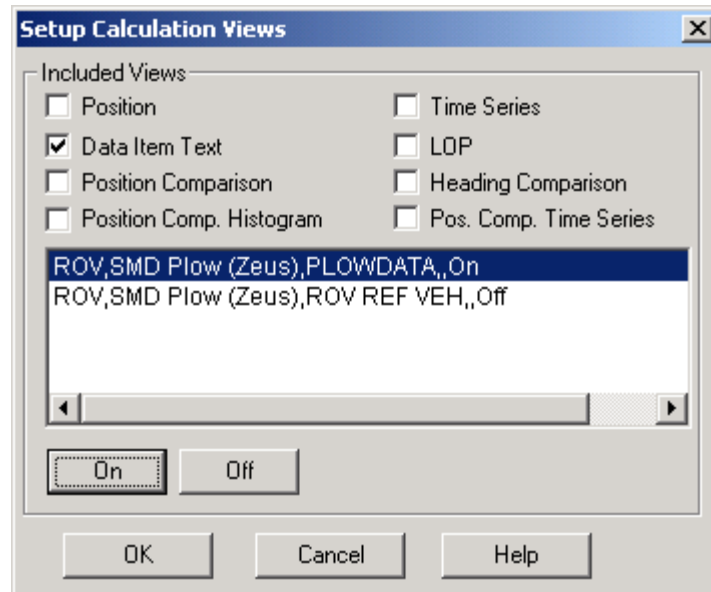 Setup Calculation Views
Included Views
Position
Time Series
Data Item Text
LOP
Position Comparison
Heading Comparison
Position Comp. Histogram
Pos. Comp. Time Series
ROV,SMD Plow (Zeus),PLOWDATA,,On
ROV,SMD Plow (Zeus),ROV REF VEH,,Off
On
Off
OK
Cancel
Help